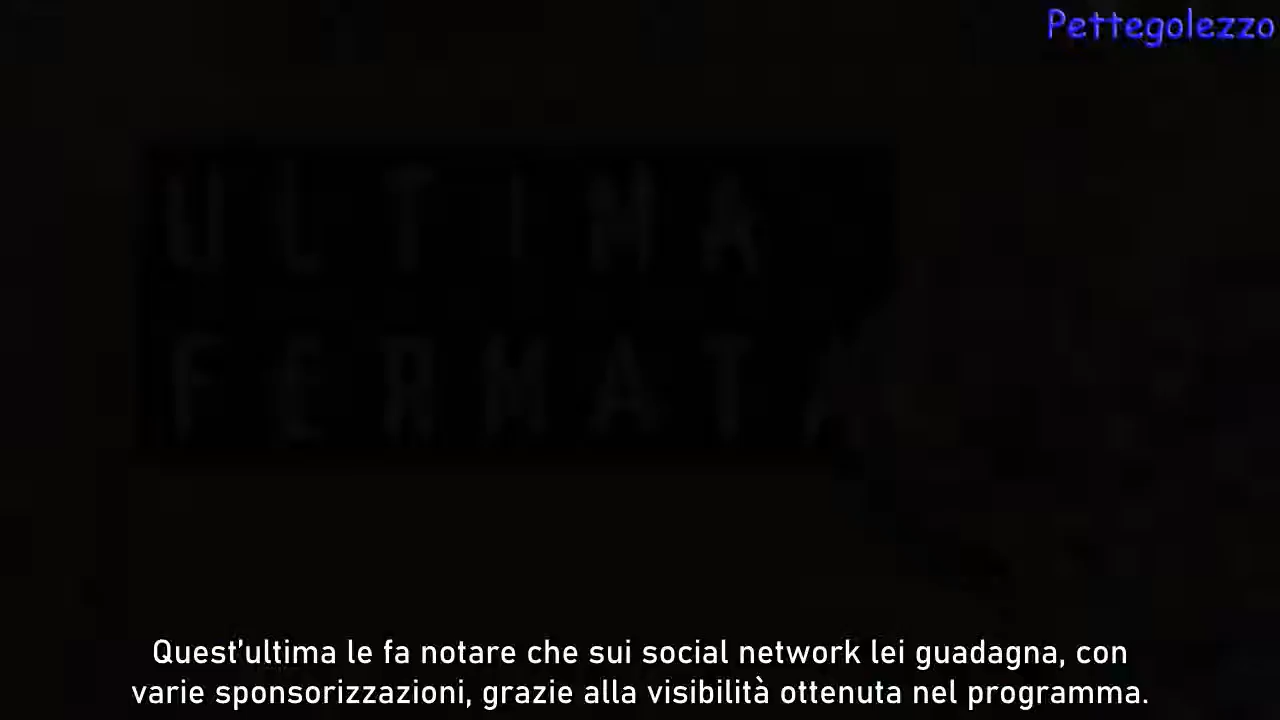 Pettegolezzo
ULTIMA
FERMATA
Quest'ultima le fa notare che sui social network lei guadagna, con
varie sponsorizzazioni, grazie alla visibilità ottenuta nel programma.